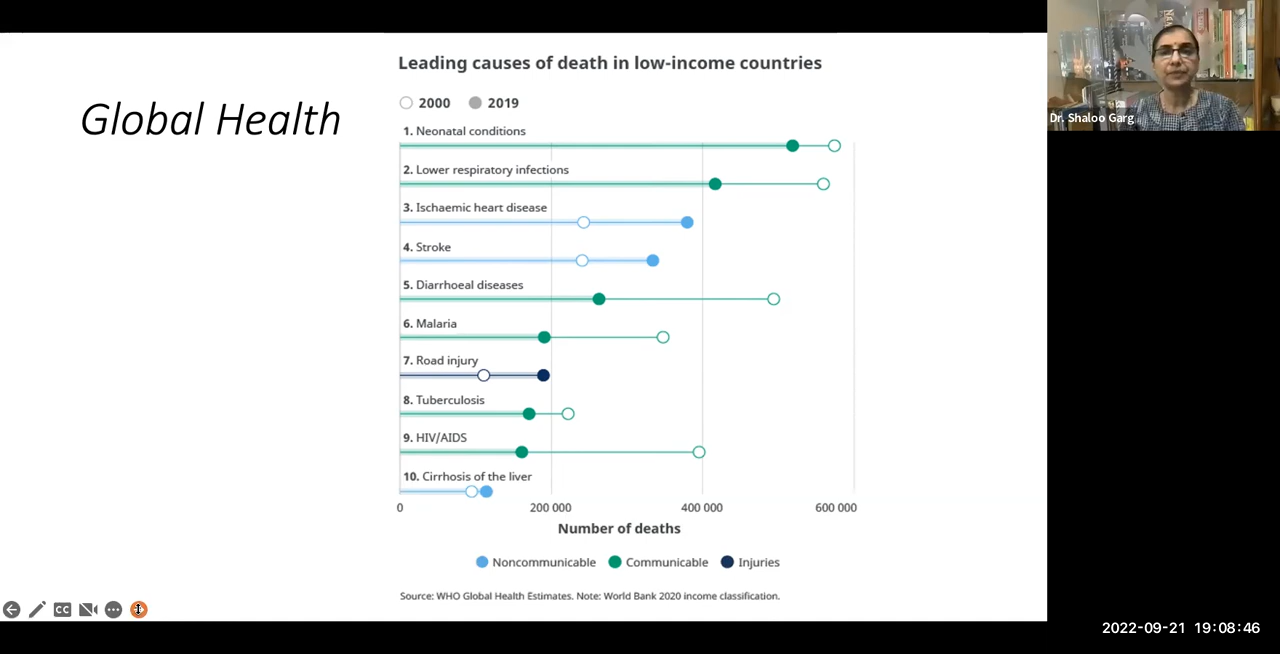 Global Health
Leading causes of death in low-income countries
2000 2019
1. Neonatal conditions
2. Lower respiratory infections
3. Ischaemic heart disease
4. Stroke
5. Diarrhoeal diseases
6. Malaria
7. Road injury
8. Tuberculosis
9. HIV/AIDS
10. Cirrhosis of the liver
0 200 000 400 000 600 000
Number of deaths
Noncommunicable Communicable Injuries
Source: WHO Global Health Estimates. Note: World Bank 2020 income classification.
CC
Dr. Shaloo Garg
2022-09-21 19:08:46